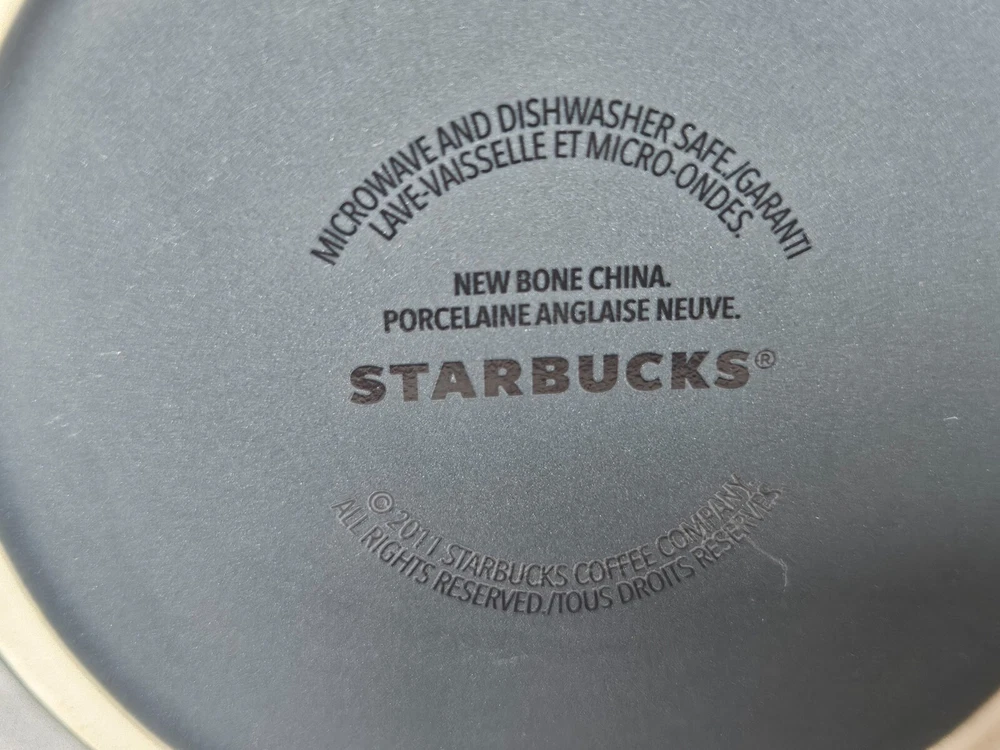 MICROWAVE AND DISHWASHER SAFE./GARANTI
LAVE-VAISSELLE ET MICRO-ONDES.
NEW BONE CHINA.
PORCELAINE ANGLAISE NEUVE.
STARBUCKS®
© 2011 STARBUCKS COFFEE COMPANY.
ALL RIGHTS RESERVED./TOUS DROITS RESERVES.